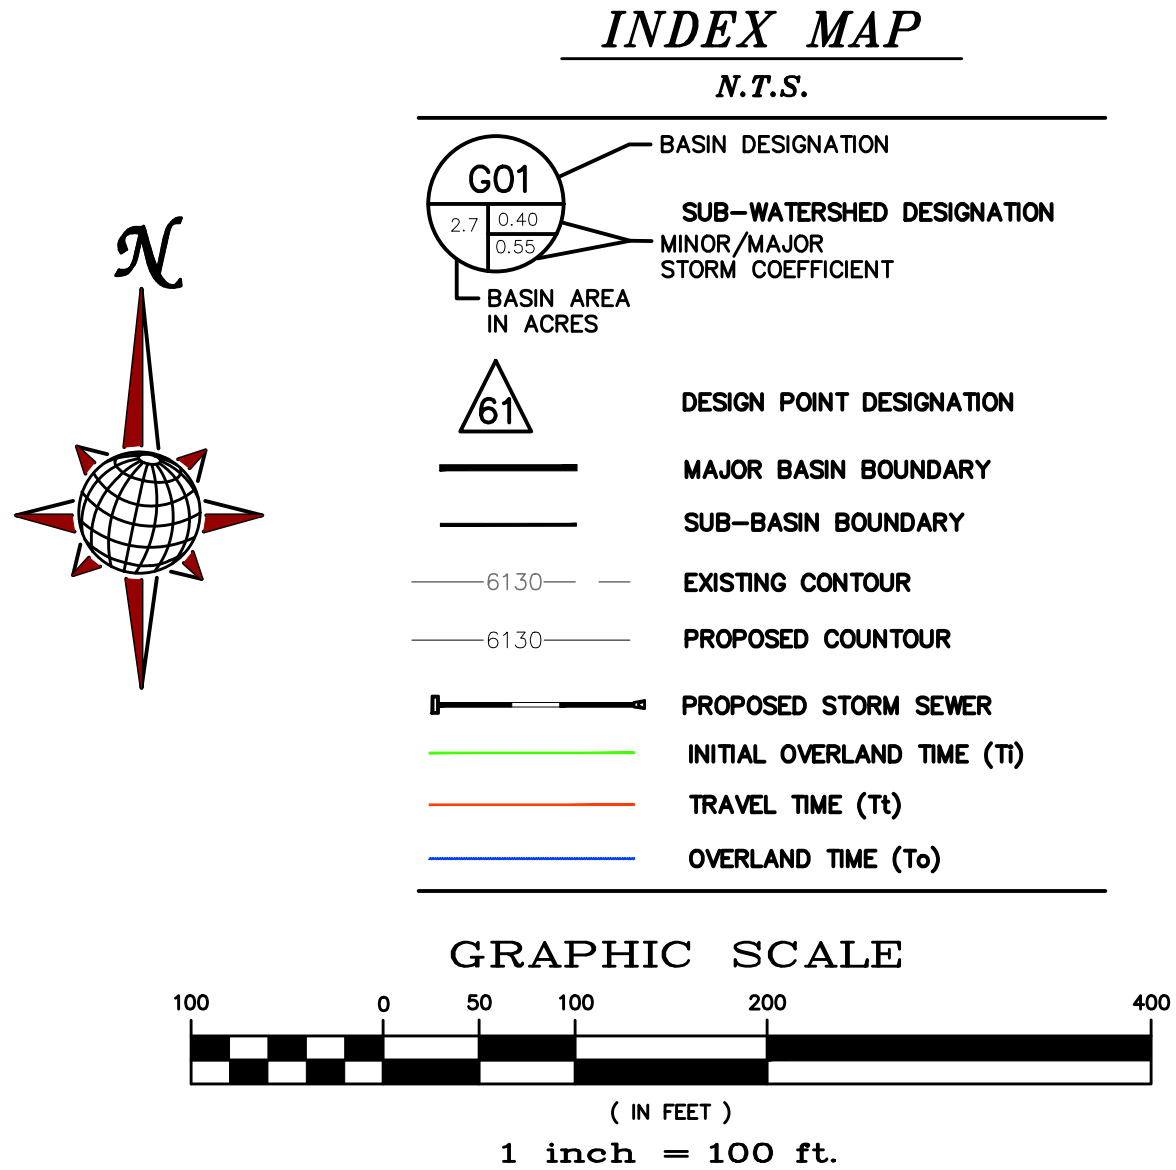 INDEX MAP
N.T.S.
BASIN DESIGNATION
G01
2.7
0.40
0.55
SUB-WATERSHED DESIGNATION
MINOR/MAJOR
STORM COEFFICIENT
BASIN AREA
IN ACRES
N
61
DESIGN POINT DESIGNATION
MAJOR BASIN BOUNDARY
SUB-BASIN BOUNDARY
6130
EXISTING CONTOUR
6130
PROPOSED COUNTOUR
PROPOSED STORM SEWER
INITIAL OVERLAND TIME (Ti)
TRAVEL TIME (Tt)
OVERLAND TIME (To)
GRAPHIC SCALE
100 0 50 100 200 400
( IN FEET )
1 inch = 100 ft.